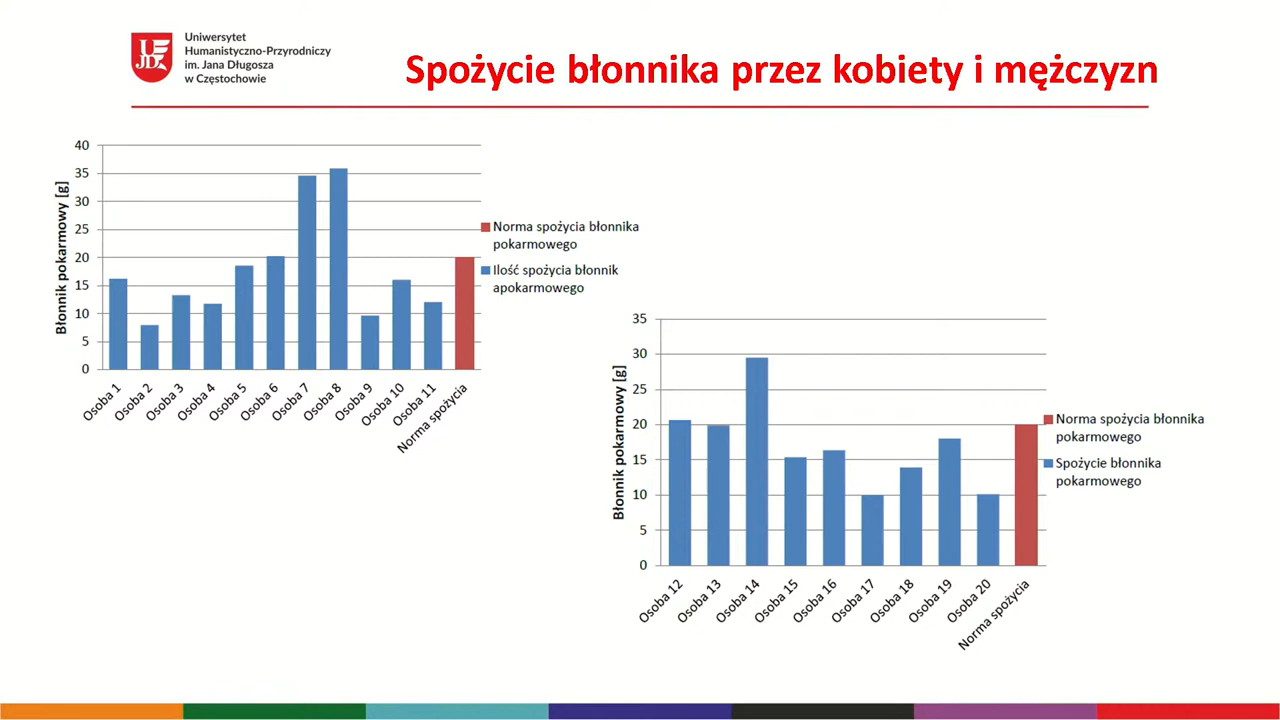 Uniwersytet
Humanistyczno-Przyrodniczy
im. Jana Długosza
w Częstochowie
UJD
Spożycie błonnika przez kobiety i mężczyzn
Błonnik pokarmowy [g]
40
35
30
25
20
15
10
5
0
Osoba 1
Osoba 2
Osoba 3
Osoba 4
Osoba 5
Osoba 6
Osoba 7
Osoba 8
Osoba 9
Osoba 10
Osoba 11
Norma spożycia
Norma spożycia błonnika
pokarmowego
Ilość spożycia błonnik
apokarmowego
Błonnik pokarmowy [g]
35
30
25
20
15
10
5
0
Osoba 12
Osoba 13
Osoba 14
Osoba 15
Osoba 16
Osoba 17
Osoba 18
Osoba 19
Osoba 20
Norma spożycia
Norma spożycia błonnika
pokarmowego
Spożycie błonnika
pokarmowego